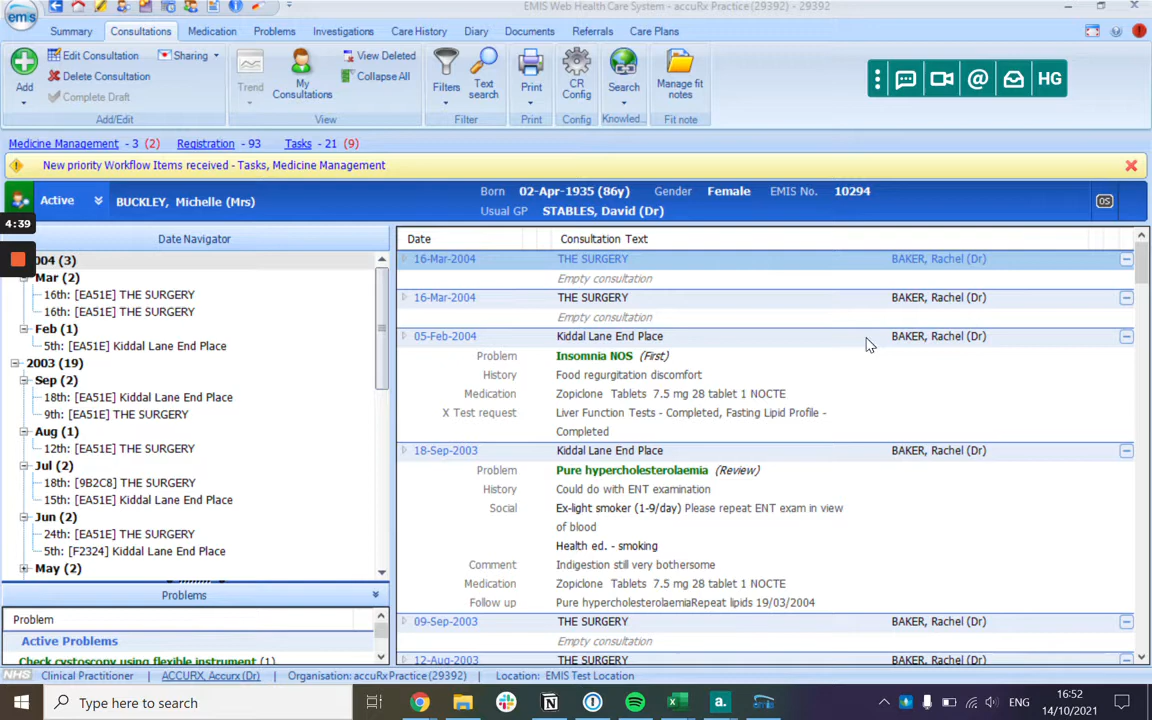 EMIS Web Health Care System - accuRx Practice (29392) - EMIS
emis
Summary Consultations Medication Problems Investigations Care History Diary Documents Referrals Care Plans
Add
Edit Consultation
Delete Consultation
Complete Draft
Sharing
Add/Edit
Trend
My Consultations
View Deleted
Collapse All
View
Filters
Text search
Filter
Print
Print
CR Config
Config
Search
Knowled...
Manage fit notes
Fit note
HG
Medicine Management - 3 (2) Registration - 93 Tasks - 21 (9)
New priority Workflow Items received - Tasks, Medicine Management
Active BUCKLEY, Michelle (Mrs) Born 02-Apr-1935 (86y) Gender Female EMIS No. 10294
Usual GP STABLES, David (Dr)
OS
4:39
Date Navigator
004 (3)
Mar (2)
16th: [EA51E] THE SURGERY
16th: [EA51E] THE SURGERY
Feb (1)
5th: [EA51E] Kiddal Lane End Place
2003 (19)
Sep (2)
18th: [EA51E] Kiddal Lane End Place
9th: [EA51E] THE SURGERY
Aug (1)
12th: [EA51E] THE SURGERY
Jul (2)
18th: [9B2C8] THE SURGERY
15th: [EA51E] Kiddal Lane End Place
Jun (2)
24th: [EA51E] THE SURGERY
5th: [F2324] Kiddal Lane End Place
May (2)
Problems
Problem
Active Problems
Check cystoscopy using flexible instrument (1)
Date Consultation Text
16-Mar-2004 THE SURGERY BAKER, Rachel (Dr)
Empty consultation
16-Mar-2004 THE SURGERY BAKER, Rachel (Dr)
Empty consultation
05-Feb-2004 Kiddal Lane End Place BAKER, Rachel (Dr)
Problem Insomnia NOS (First)
History Food regurgitation discomfort
Medication Zopiclone Tablets 7.5 mg 28 tablet 1 NOCTE
X Test request Liver Function Tests - Completed, Fasting Lipid Profile -
Completed
18-Sep-2003 Kiddal Lane End Place BAKER, Rachel (Dr)
Problem Pure hypercholesterolaemia (Review)
History Could do with ENT examination
Social Ex-light smoker (1-9/day) Please repeat ENT exam in view
of blood
Health ed. - smoking
Comment Indigestion still very bothersome
Medication Zopiclone Tablets 7.5 mg 28 tablet 1 NOCTE
Follow up Pure hypercholesterolaemiaRepeat lipids 19/03/2004
09-Sep-2003 THE SURGERY BAKER, Rachel (Dr)
Empty consultation
12-Aug-2003 THE SURGERY BAKER, Rachel (Dr)
NHS Clinical Practitioner ACCURX, Accurx (Dr) Organisation: accuRx Practice (29392) Location: EMIS Test Location
Type here to search
a.
ENG
16:52
14/10/2021